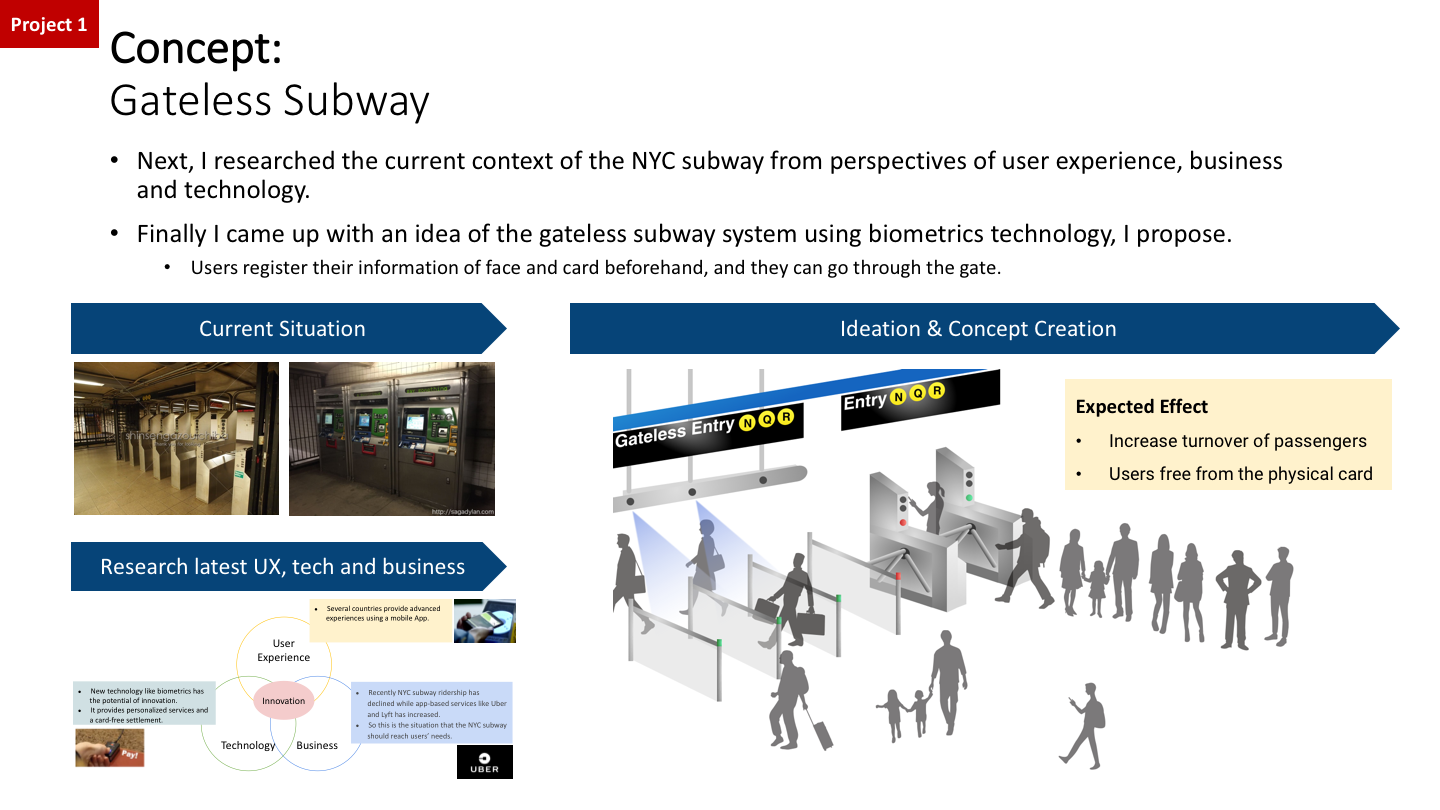 Project 1
Concept:
Gateless Subway
• Next, I researched the current context of the NYC subway from perspectives of user experience, business
and technology.
• Finally I came up with an idea of the gateless subway system using biometrics technology, I propose.
• Users register their information of face and card beforehand, and they can go through the gate.
Current Situation
http://sagadylan.com
Research latest UX, tech and business
• Several countries provide advanced
experiences using a mobile App.
User
Experience
• New technology like biometrics has
the potential of innovation.
• It provides personalized services and
a card-free settlement.
Innovation
• Recently NYC subway ridership has
declined while app-based services like Uber
and Lyft has increased.
• So this is the situation that the NYC subway
should reach users' needs.
Technology
Business
Pay!
UBER
Ideation & Concept Creation
Gateless Entry N Q R
Entry N Q R
Expected Effect
• Increase turnover of passengers
• Users free from the physical card